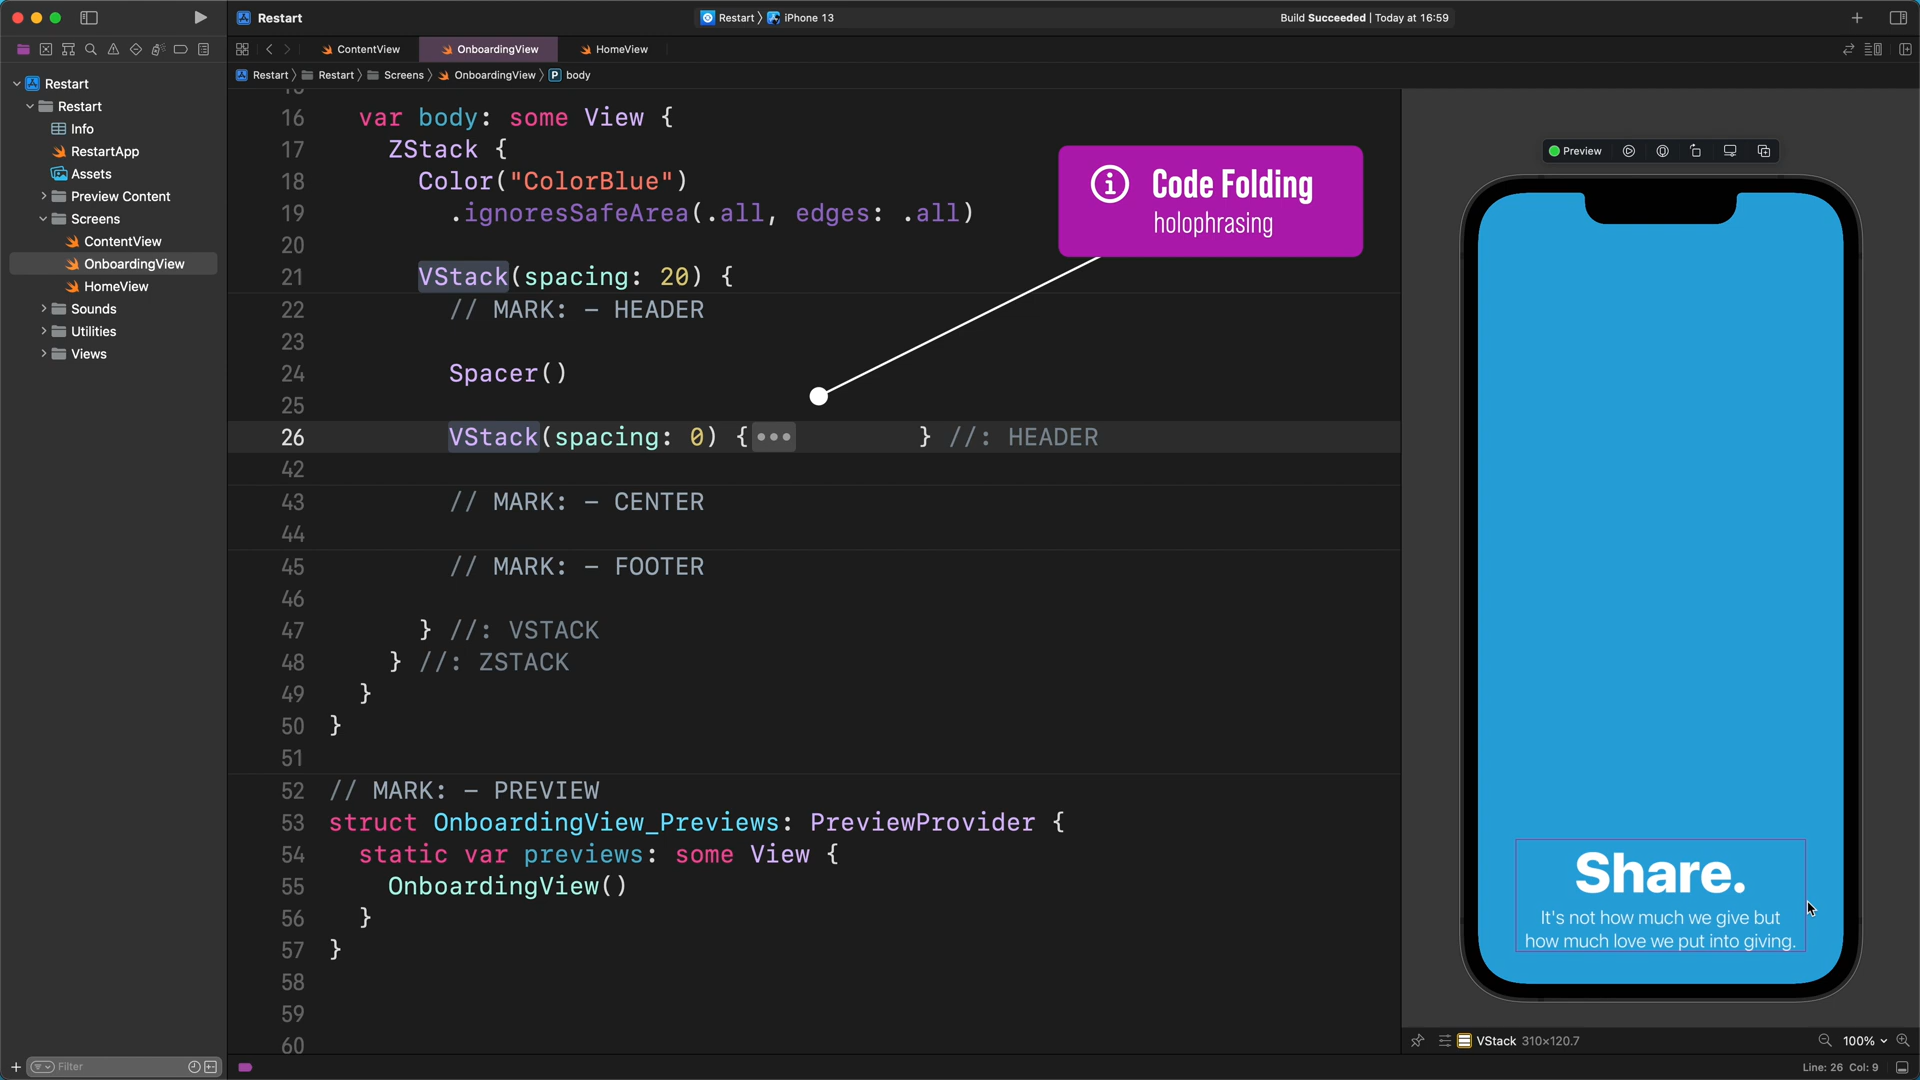 Restart
Restart
iPhone 13
Build Succeeded | Today at 16:59
ContentView
OnboardingView
HomeView
Restart
Restart
Screens
OnboardingView
P body
Restart
Restart
Info
RestartApp
Assets
Preview Content
Screens
ContentView
OnboardingView
HomeView
Sounds
Utilities
Views
Filter
16 var body: some View {
17 ZStack {
18 Color("ColorBlue")
19 .ignoresSafeArea(.all, edges: .all)
20
21 VStack(spacing: 20) {
22 // MARK: - HEADER
23
24 Spacer()
25
26 VStack(spacing: 0) {••• } //: HEADER
42
43 // MARK: - CENTER
44
45 // MARK: - FOOTER
46
47 } //: VSTACK
48 } //: ZSTACK
49 }
50 }
51
52 // MARK: - PREVIEW
53 struct OnboardingView_Previews: PreviewProvider {
54 static var previews: some View {
55 OnboardingView()
56 }
57 }
58
59
60
Code Folding
holophrasing
Preview
Share.
It's not how much we give but
how much love we put into giving.
VStack 310×120.7
100%
Line: 26 Col: 9